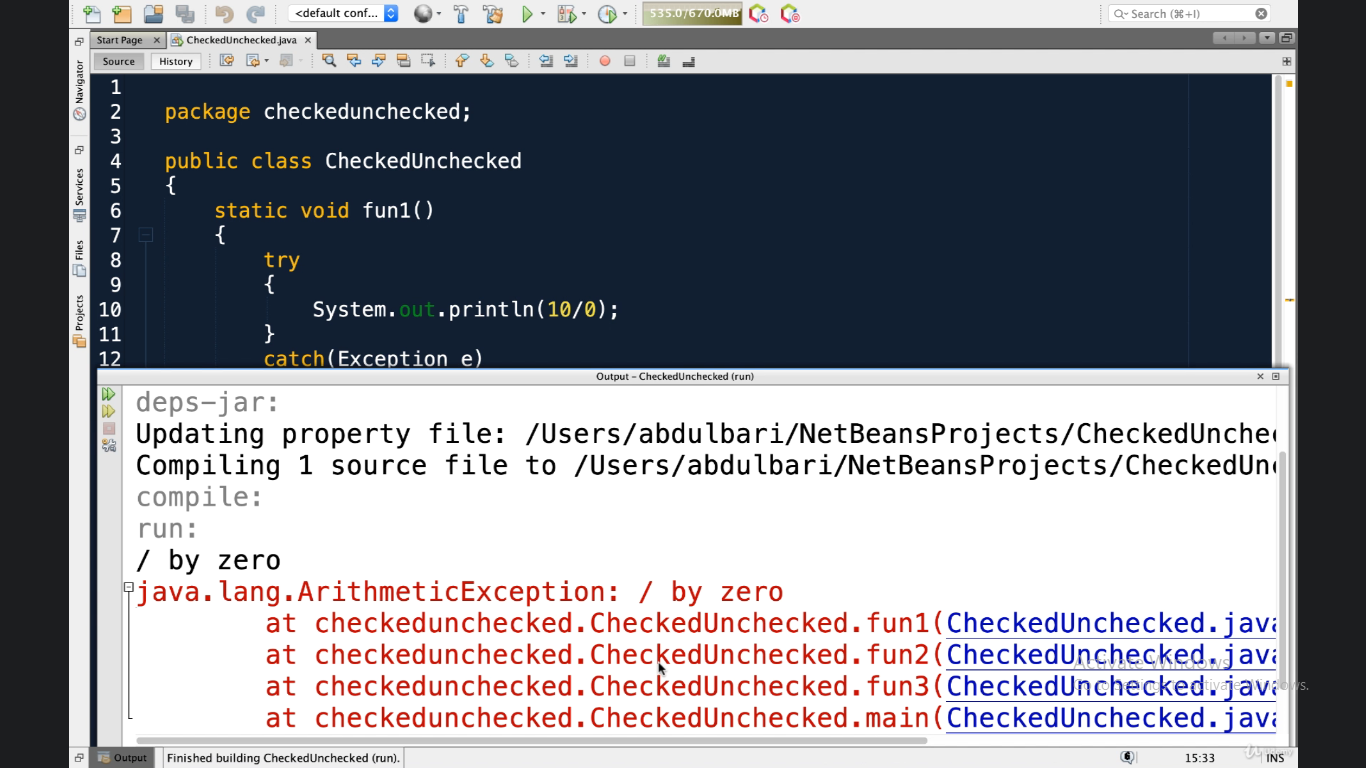 <default conf...
535.0/670.0MB
Search (⌘+I)
Start Page
CheckedUnchecked.java
Source
History
Navigator
Services
Files
Projects
1
2 package checkedunchecked;
3
4 public class CheckedUnchecked
5 {
6 static void fun1()
7 {
8 try
9 {
10 System.out.println(10/0);
11 }
12 catch(Exception e)
Output - CheckedUnchecked (run)
deps-jar:
Updating property file: /Users/abdulbari/NetBeansProjects/CheckedUnche
Compiling 1 source file to /Users/abdulbari/NetBeansProjects/CheckedUn
compile:
run:
/ by zero
java.lang.ArithmeticException: / by zero
at checkedunchecked.CheckedUnchecked.fun1(CheckedUnchecked.java
at checkedunchecked.CheckedUnchecked.fun2(CheckedUnchecked.java
at checkedunchecked.CheckedUnchecked.fun3(CheckedUnchecked.java
at checkedunchecked.CheckedUnchecked.main(CheckedUnchecked.java
Activate Windows
Go to Settings to activate Windows.
Output
Finished building CheckedUnchecked (run).
6
15:33
INS